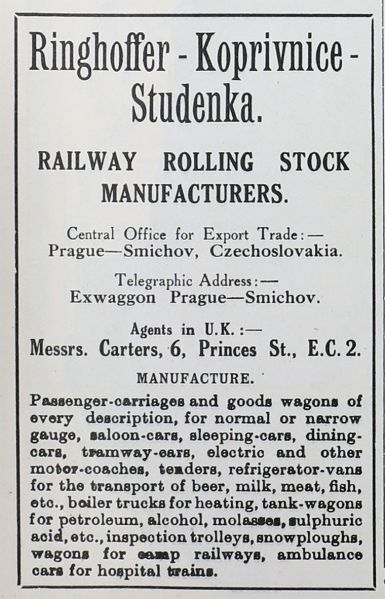 Ringhoffer - Koprivnice -
Studenka.
RAILWAY ROLLING STOCK
MANUFACTURERS.
Central Office for Export Trade:—
Prague—Smichov, Czechoslovakia.
Telegraphic Address:—
Exwaggon Prague—Smichov.
Agents in U.K.:—
Messrs. Carters, 6, Princes St., E.C. 2.
MANUFACTURE.
Passenger-carriages and goods wagons of
every description, for normal or narrow
gauge, saloon-cars, sleeping-cars, dining-
cars, tramway-cars, electric and other
motor-coaches, tenders, refrigerator-vans
for the transport of beer, milk, meat, fish,
etc., boiler trucks for heating, tank-wagons
for petroleum, alcohol, molasses, sulphuric
acid, etc., inspection trolleys, snowploughs,
wagons for camp railways, ambulance
cars for hospital trains.